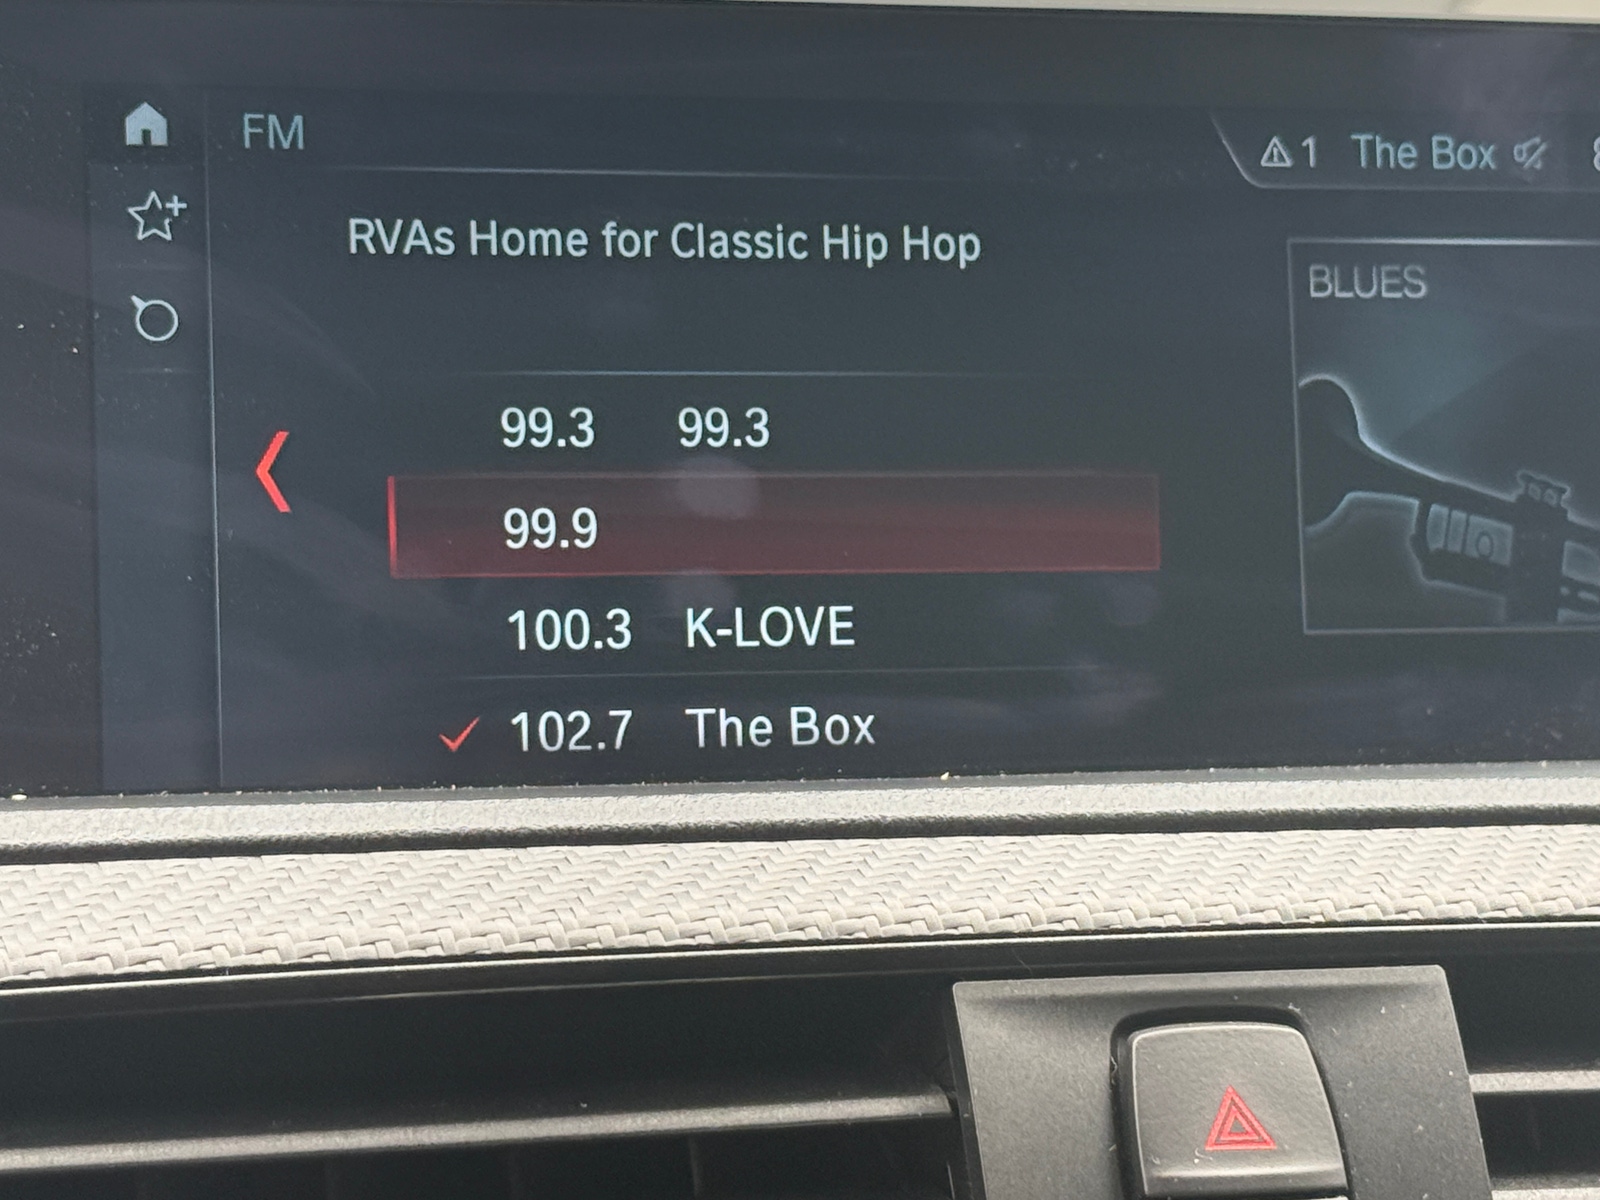 FM
1 The Box
RVAs Home for Classic Hip Hop
BLUES
99.3 99.3
99.9
100.3 K-LOVE
102.7 The Box